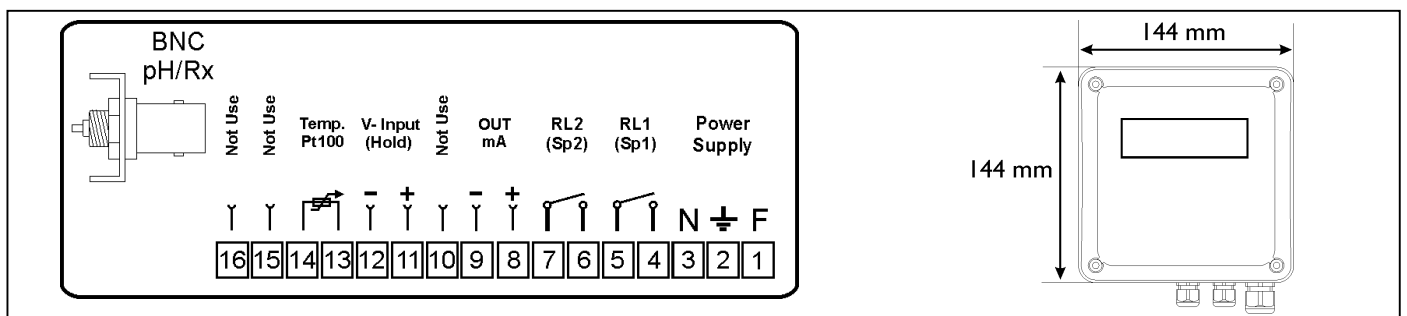 BNC
pH/Rx
Not Use
Not Use
Temp.
Pt100
V- Input
(Hold)
Not Use
OUT
mA
RL2
(Sp2)
RL1
(Sp1)
Power
Supply
- + - + N F
16 15 14 13 12 11 10 9 8 7 6 5 4 3 2 1
144 mm
144 mm